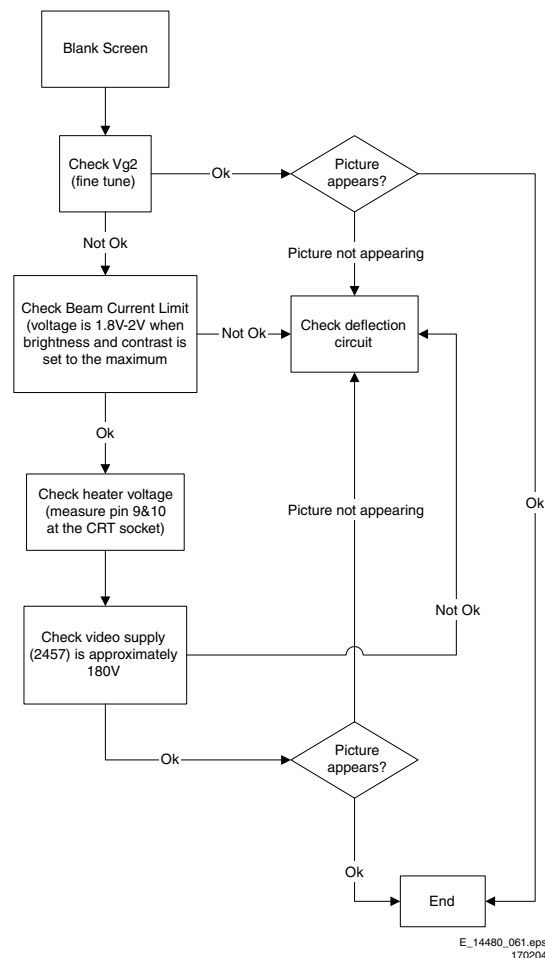 Blank Screen
Check Vg2
(fine tune)
Ok
Picture
appears?
Not Ok
Picture not appearing
Check Beam Current Limit
(voltage is 1.8V-2V when
brightness and contrast is
set to the maximum
Not Ok
Check deflection
circuit
Ok
Check heater voltage
(measure pin 9&10
at the CRT socket)
Picture not appearing
Ok
Not Ok
Check video supply
(2457) is approximately
180V
Ok
Picture
appears?
Ok
End
E_14480_061.eps
170204